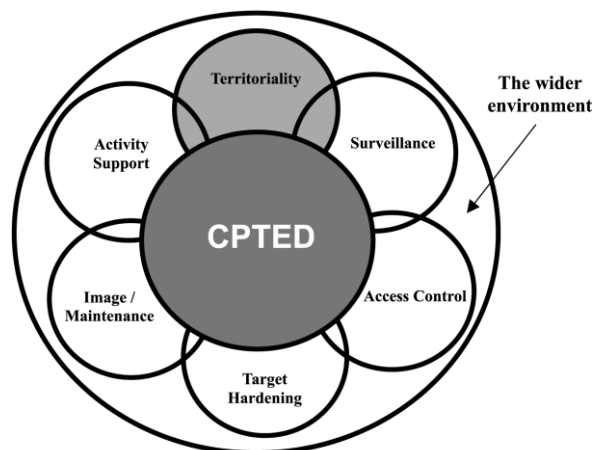 Territoriality
The wider
environment
Activity
Support
Surveillance
CPTED
Image /
Maintenance
Access Control
Target
Hardening